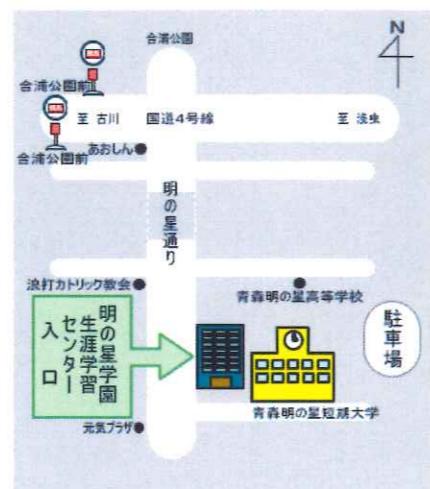 合浦公園
N
合浦公園前
至 古川
国道4号線
至 浅虫
合浦公園前
あおしん●
明の星通り
浪打カトリック教会●
青森明の星高等学校
明の星学園
生涯学習
センター
入口
駐車場
青森明の星短期大学
元気プラザ●